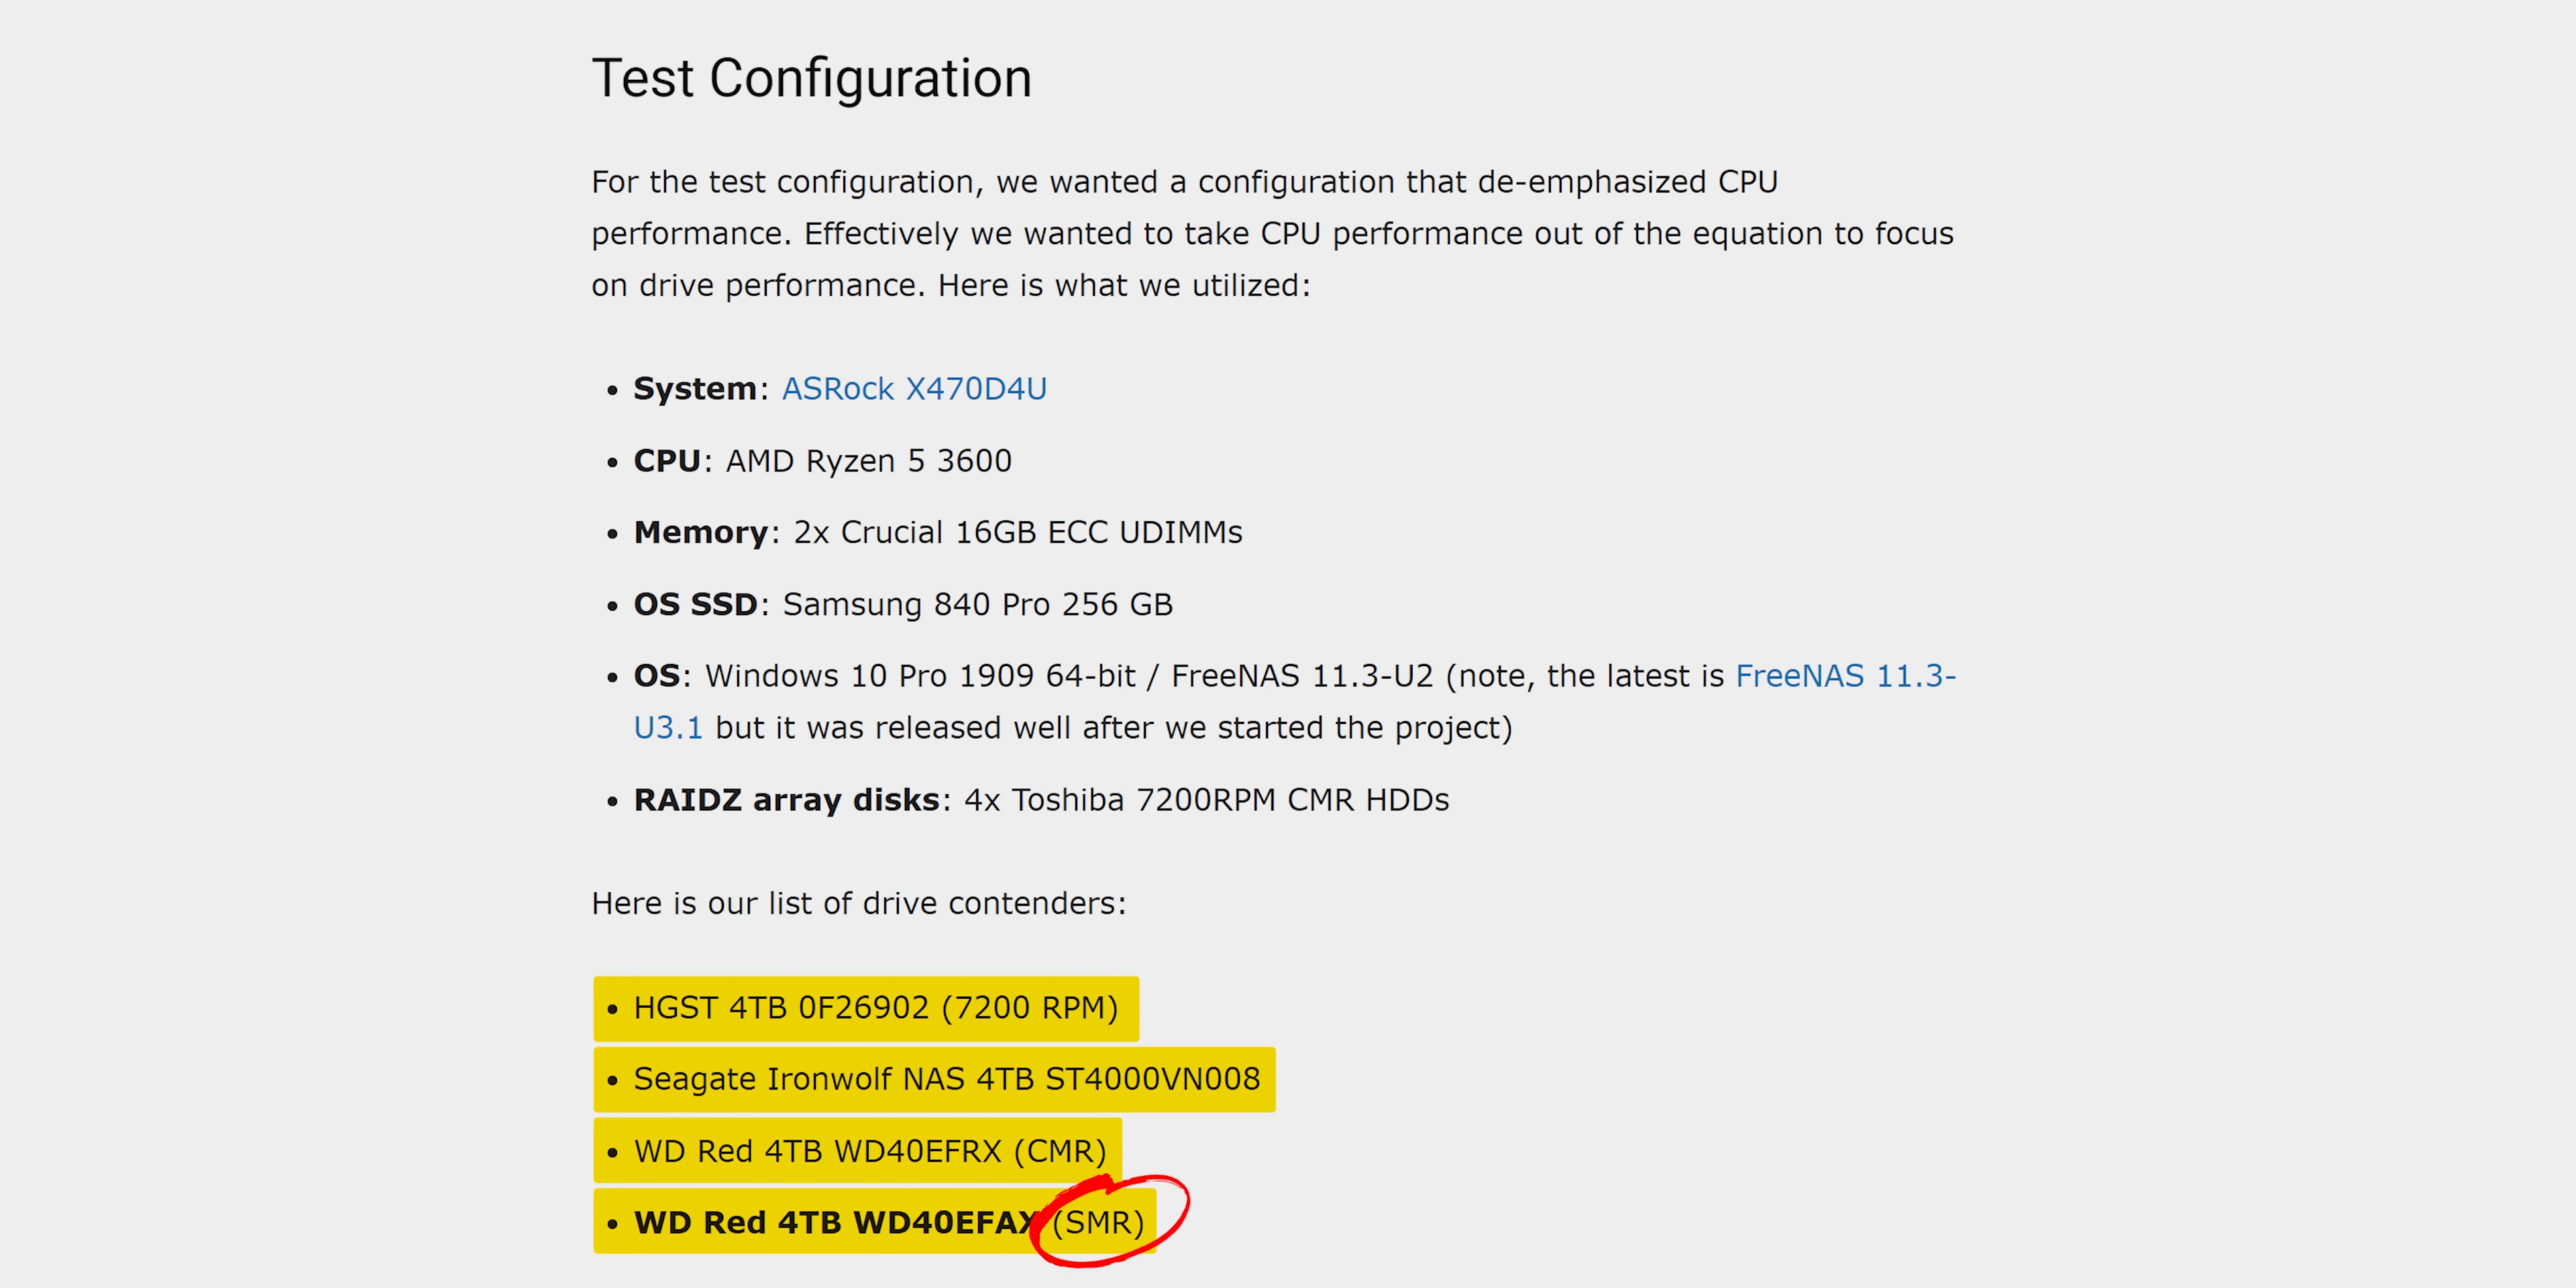 Test Configuration
For the test configuration, we wanted a configuration that de-emphasized CPU
performance. Effectively we wanted to take CPU performance out of the equation to focus
on drive performance. Here is what we utilized:
• System: ASRock X470D4U
• CPU: AMD Ryzen 5 3600
• Memory: 2x Crucial 16GB ECC UDIMMs
• OS SSD: Samsung 840 Pro 256 GB
• OS: Windows 10 Pro 1909 64-bit / FreeNAS 11.3-U2 (note, the latest is FreeNAS 11.3-
U3.1 but it was released well after we started the project)
• RAIDZ array disks: 4x Toshiba 7200RPM CMR HDDs
Here is our list of drive contenders:
• HGST 4TB 0F26902 (7200 RPM)
• Seagate Ironwolf NAS 4TB ST4000VN008
• WD Red 4TB WD40EFRX (CMR)
• WD Red 4TB WD40EFAX (SMR)